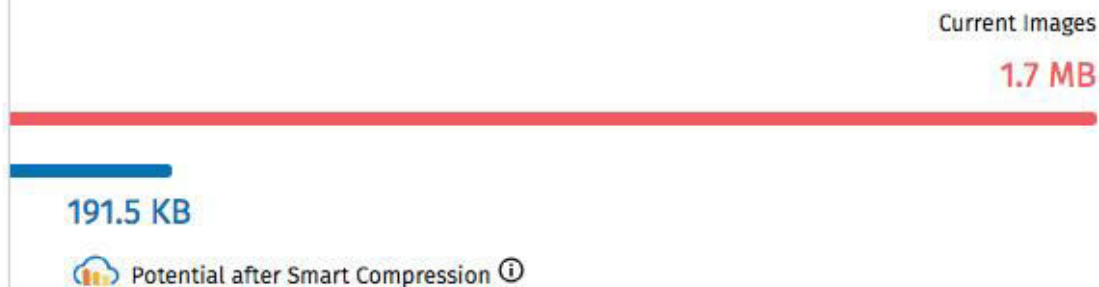 Current Images
1.7 MB
191.5 KB
Potential after Smart Compression ⓘ